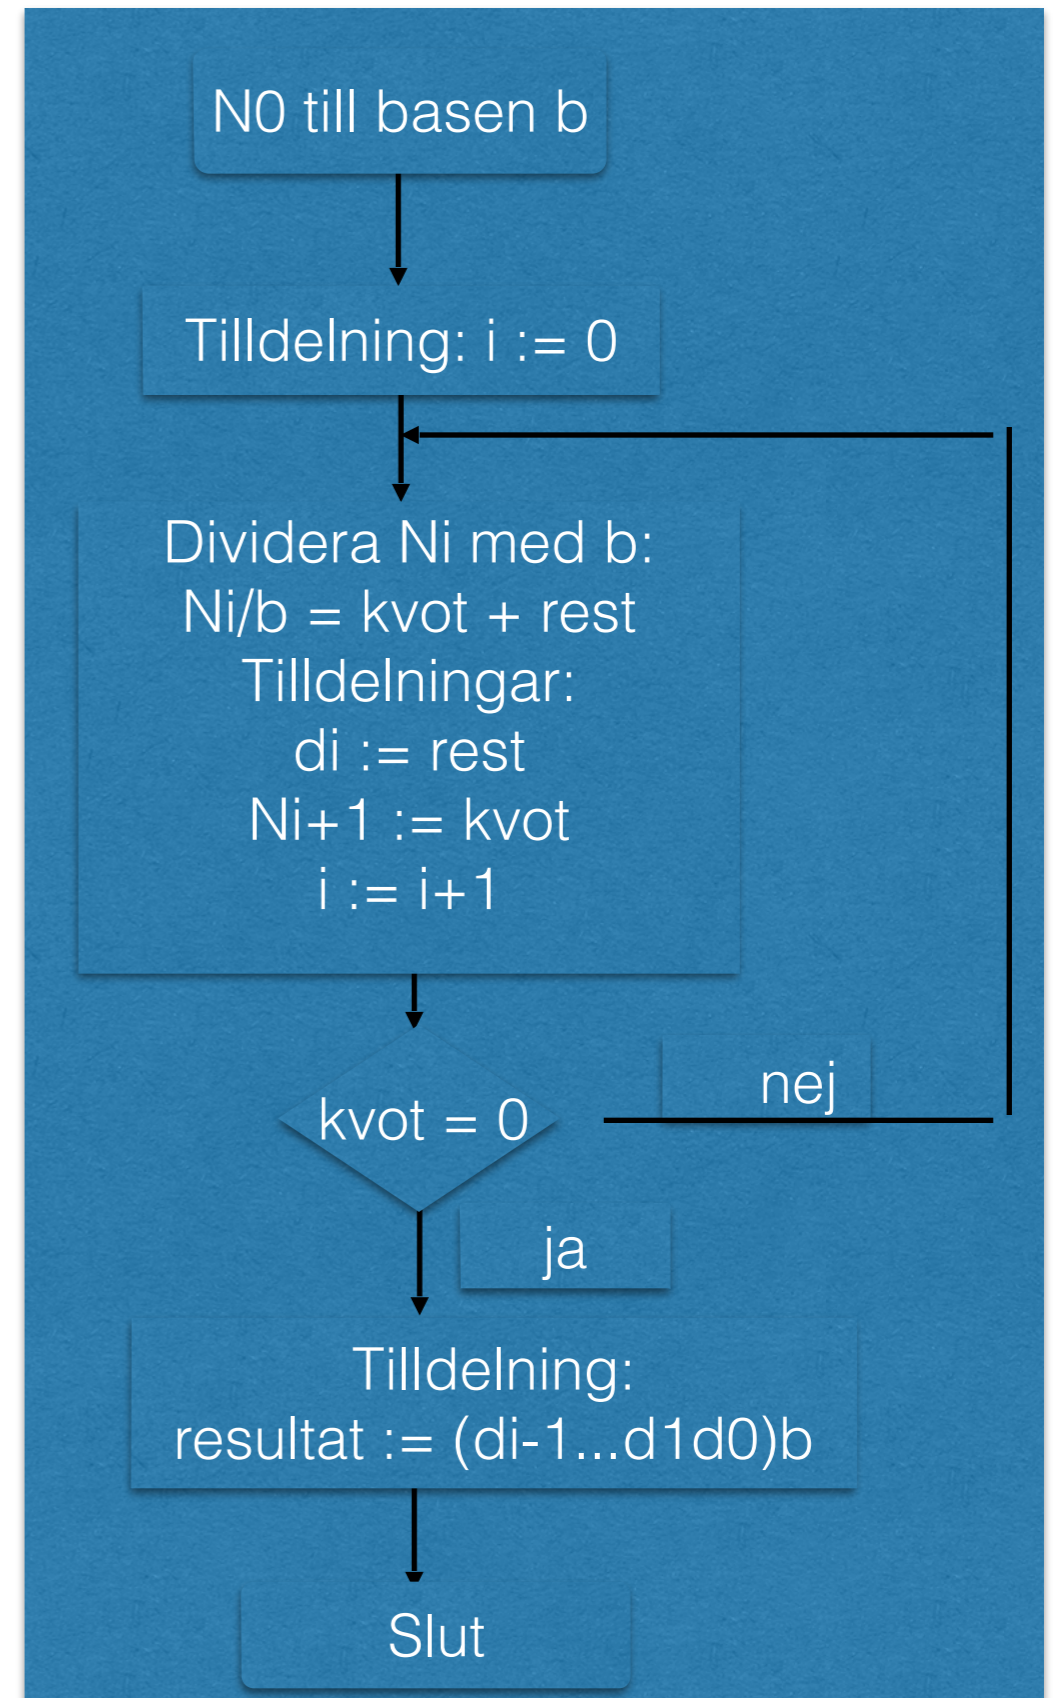 N0 till basen b
Tilldelning: i := 0
Dividera Ni med b:
Ni/b = kvot + rest
Tilldelningar:
di := rest
Ni+1 := kvot
i := i+1
kvot = 0
nej
ja
Tilldelning:
resultat := (di-1...d1d0)b
Slut